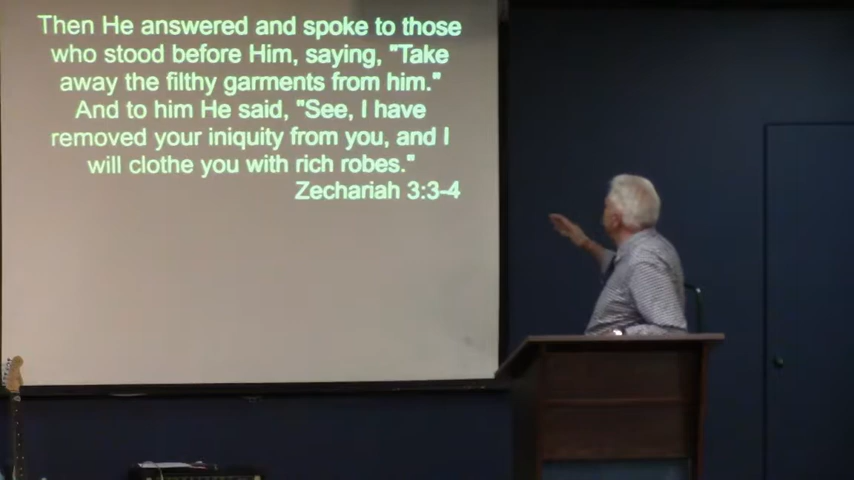 Then He answered and spoke to those
who stood before Him, saying, "Take
away the filthy garments from him."
And to him He said, "See, I have
removed your iniquity from you, and I
will clothe you with rich robes."
Zechariah 3:3-4